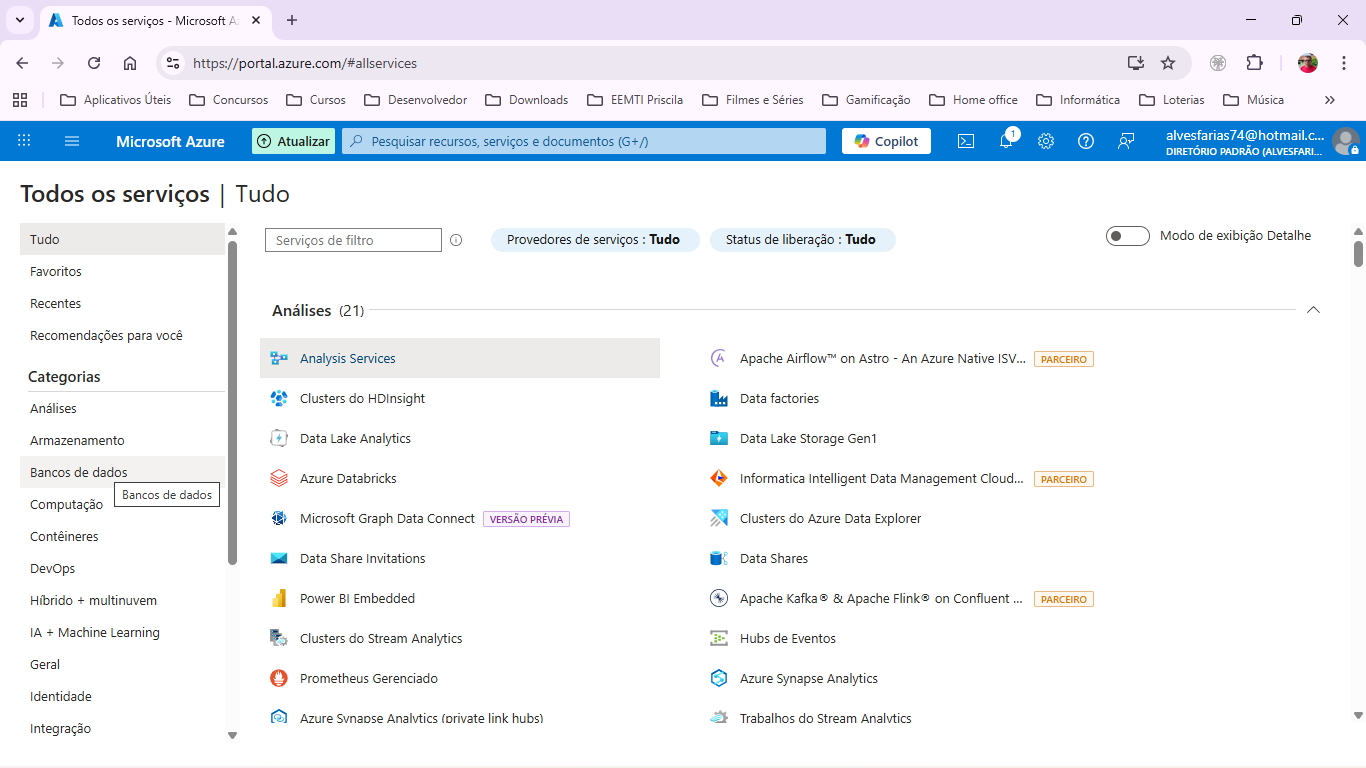 Todos os serviços - Microsoft Az
https://portal.azure.com/#allservices
Aplicativos Úteis
Concursos
Cursos
Desenvolvedor
Downloads
EEMTI Priscila
Filmes e Séries
Gamificação
Home office
Informática
Loterias
Música
Microsoft Azure
Atualizar
Pesquisar recursos, serviços e documentos (G+/)
Copilot
1
alvesfarias74@hotmail.c...
DIRETÓRIO PADRÃO (ALVESFARI...
Todos os serviços | Tudo
Tudo
Favoritos
Recentes
Recomendações para você
Categorias
Análises
Armazenamento
Bancos de dados
Bancos de dados
Computação
Contêineres
DevOps
Híbrido + multinuvem
IA + Machine Learning
Geral
Identidade
Integração
Serviços de filtro
Provedores de serviços : Tudo
Status de liberação : Tudo
Modo de exibição Detalhe
Análises (21)
Analysis Services
Apache Airflow™ on Astro - An Azure Native ISV... PARCEIRO
Clusters do HDInsight
Data factories
Data Lake Analytics
Data Lake Storage Gen1
Azure Databricks
Informatica Intelligent Data Management Cloud... PARCEIRO
Microsoft Graph Data Connect VERSÃO PRÉVIA
Clusters do Azure Data Explorer
Data Share Invitations
Data Shares
Power BI Embedded
Apache Kafka® & Apache Flink® on Confluent ... PARCEIRO
Clusters do Stream Analytics
Hubs de Eventos
Prometheus Gerenciado
Azure Synapse Analytics
Azure Synapse Analytics (private link hubs)
Trabalhos do Stream Analytics